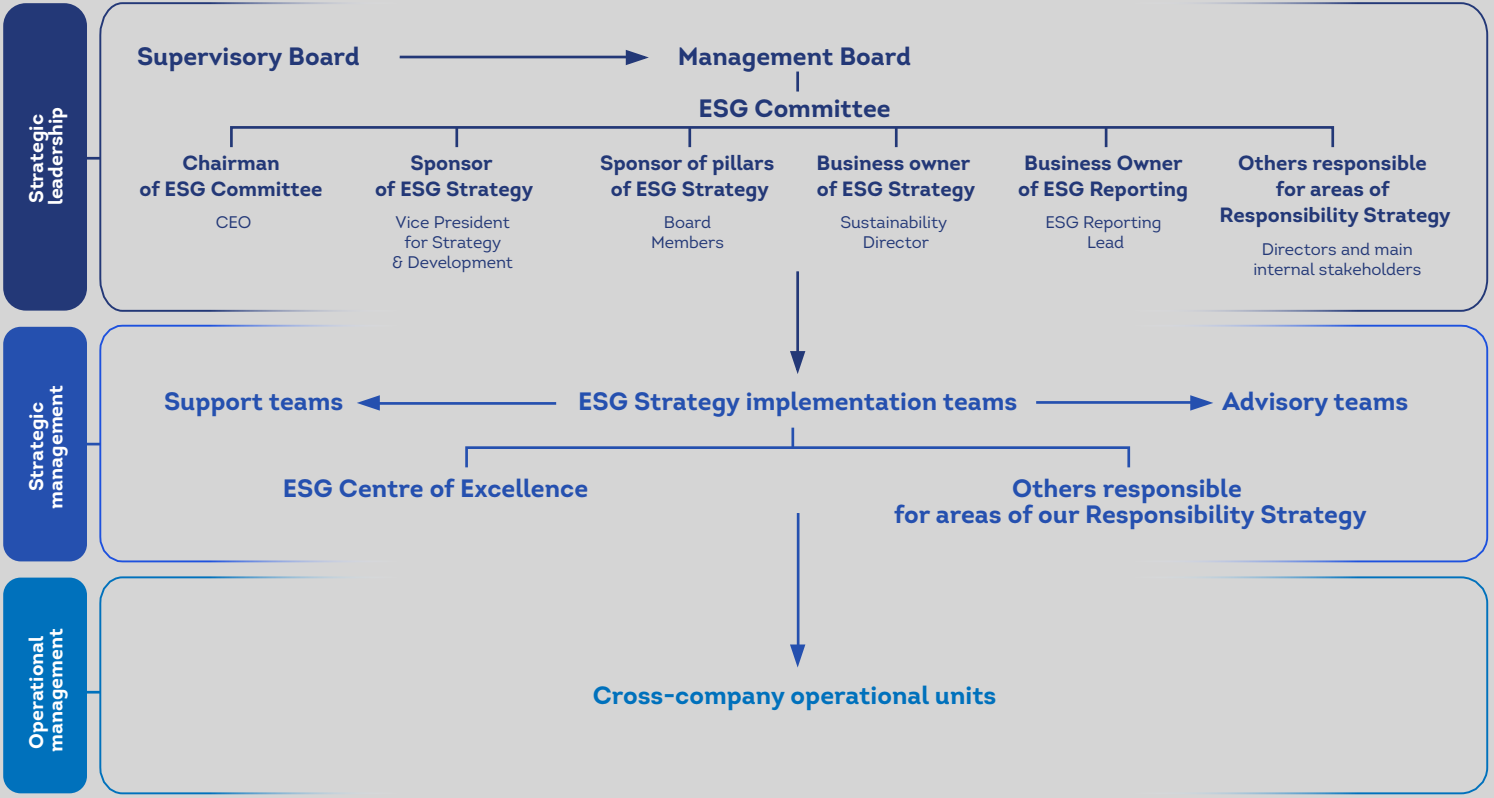 Strategic
leadership
Supervisory Board
Management Board
ESG Committee
Chairman
of ESG Committee
CEO
Sponsor
of ESG Strategy
Vice President
for Strategy
& Development
Sponsor of pillars
of ESG Strategy
Board
Members
Business owner
of ESG Strategy
Sustainability
Director
Business Owner
of ESG Reporting
ESG Reporting
Lead
Others responsible
for areas of
Responsibility Strategy
Directors and main
internal stakeholders
Strategic
management
Support teams
ESG Strategy implementation teams
Advisory teams
ESG Centre of Excellence
Others responsible
for areas of our Responsibility Strategy
Operational
management
Cross-company operational units